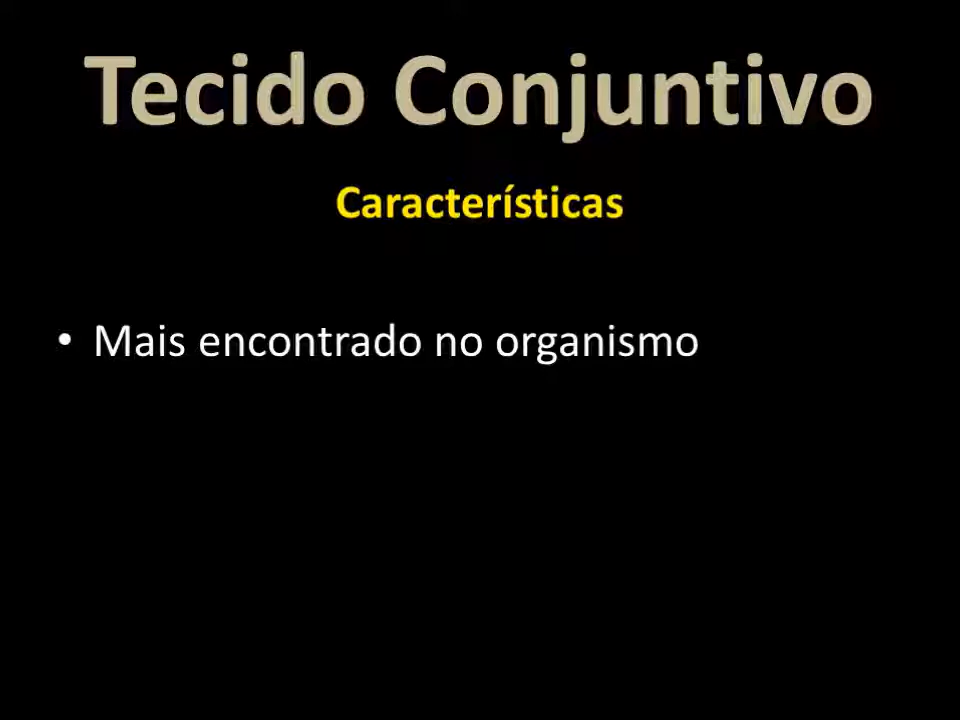 Tecido Conjuntivo
Características
• Mais encontrado no organismo